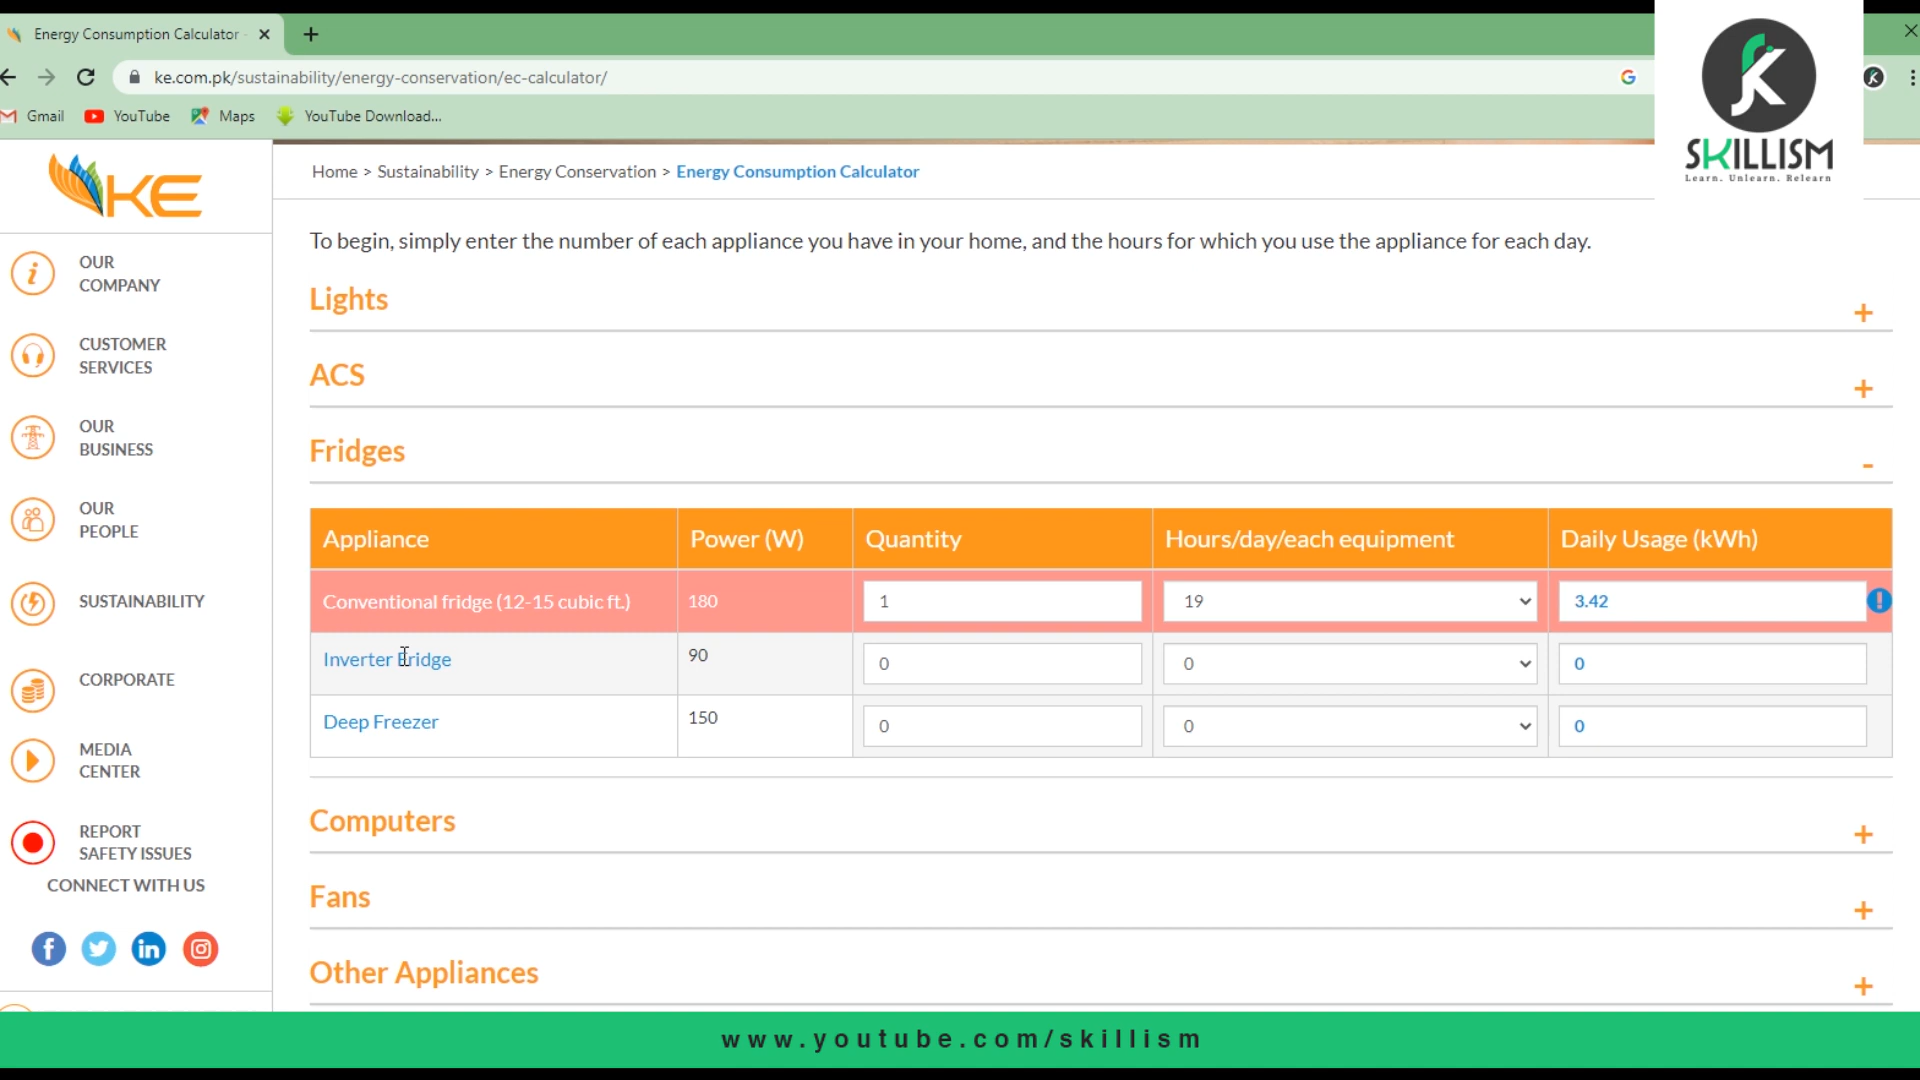 Energy Consumption Calculator
ke.com.pk/sustainability/energy-conservation/ec-calculator/
Gmail
YouTube
Maps
YouTube Download...
SKILLISM
Learn. Unlearn. Relearn
KE
OUR
COMPANY
CUSTOMER
SERVICES
OUR
BUSINESS
OUR
PEOPLE
SUSTAINABILITY
CORPORATE
MEDIA
CENTER
REPORT
SAFETY ISSUES
CONNECT WITH US
Home > Sustainability > Energy Conservation > Energy Consumption Calculator
To begin, simply enter the number of each appliance you have in your home, and the hours for which you use the appliance for each day.
Lights +
ACS +
Fridges -
Appliance Power (W) Quantity Hours/day/each equipment Daily Usage (kWh)
Conventional fridge (12-15 cubic ft.) 180 1 19 3.42
Inverter Fridge 90 0 0 0
Deep Freezer 150 0 0 0
Computers +
Fans +
Other Appliances +
www.youtube.com/skillism